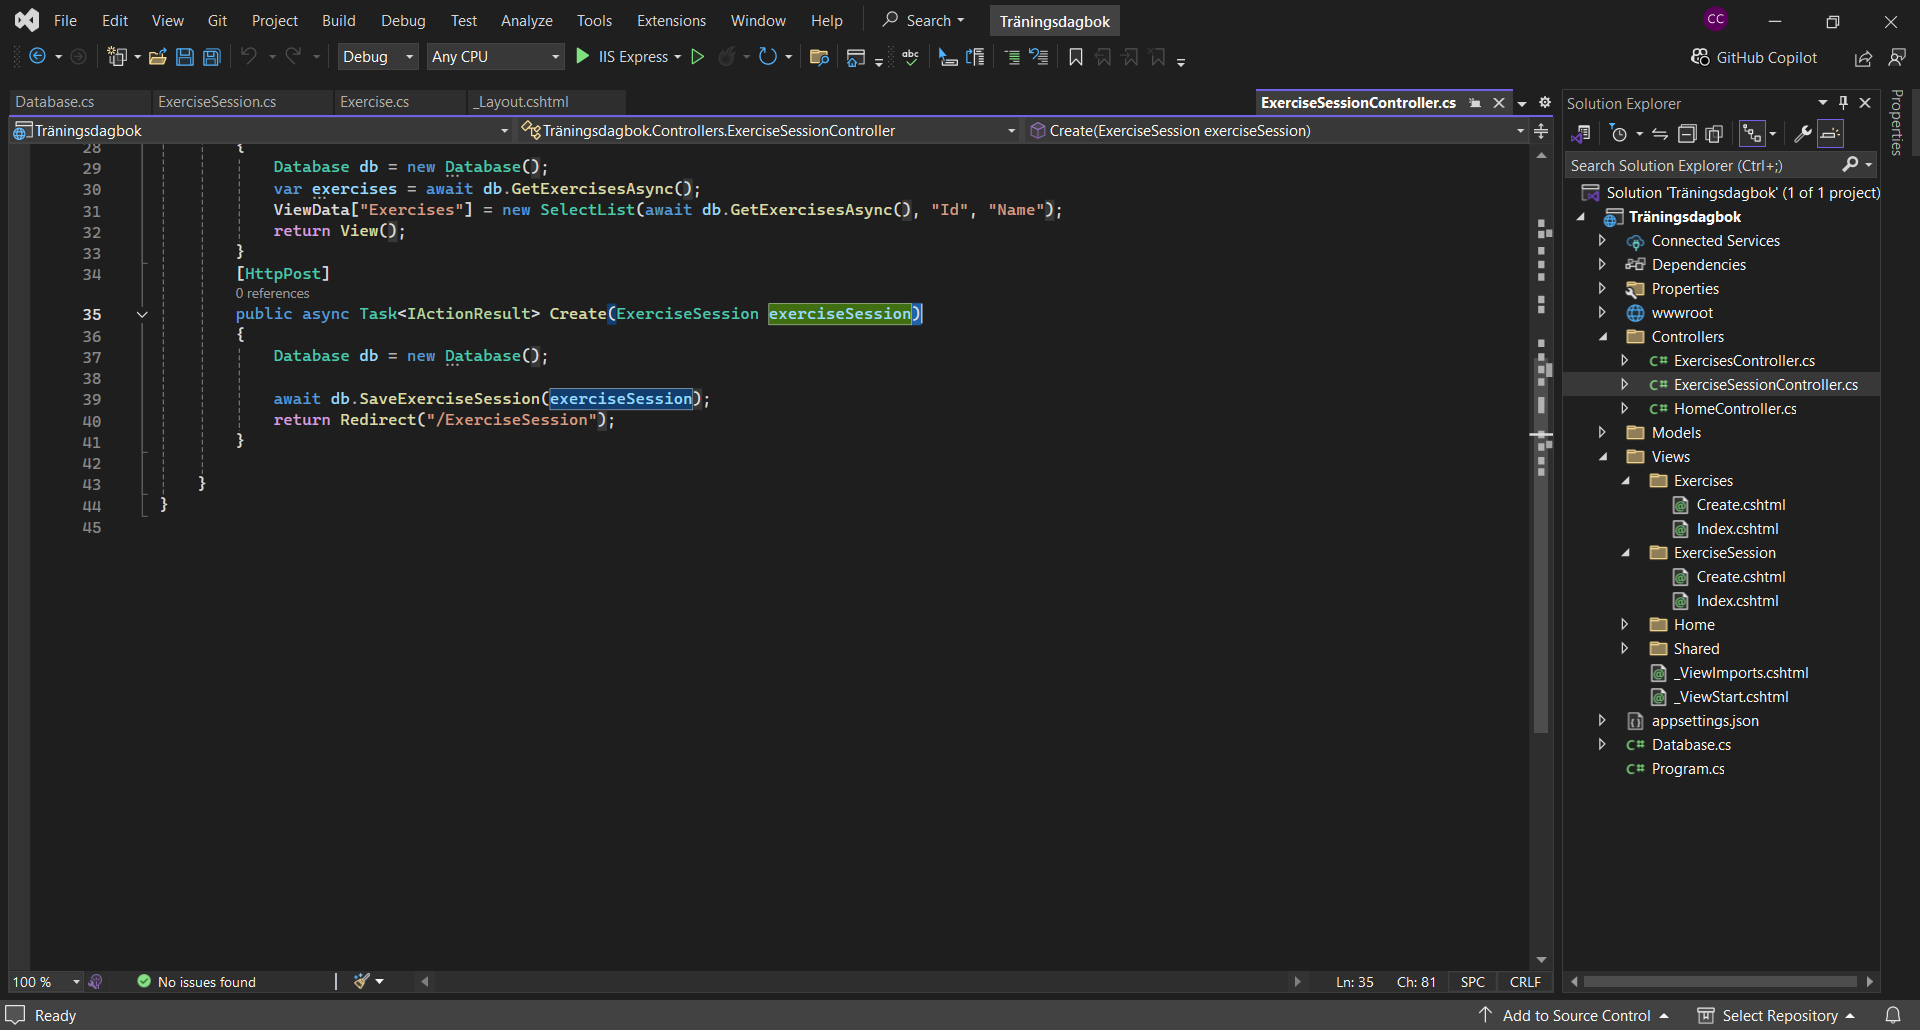 File Edit View Git Project Build Debug Test Analyze Tools Extensions Window Help Search Träningsdagbok CC
Debug Any CPU IIS Express abc GitHub Copilot
Database.cs ExerciseSession.cs Exercise.cs _Layout.cshtml ExerciseSessionController.cs
Träningsdagbok Träningsdagbok.Controllers.ExerciseSessionController Create(ExerciseSession exerciseSession)
28 {
29 Database db = new Database();
30 var exercises = await db.GetExercisesAsync();
31 ViewData["Exercises"] = new SelectList(await db.GetExercisesAsync(), "Id", "Name");
32 return View();
33 }
34 [HttpPost]
0 references
35 public async Task<IActionResult> Create(ExerciseSession exerciseSession)
36 {
37 Database db = new Database();
38
39 await db.SaveExerciseSession(exerciseSession);
40 return Redirect("/ExerciseSession");
41 }
42
43 }
44 }
45
100 % No issues found Ln: 35 Ch: 81 SPC CRLF
Solution Explorer
Search Solution Explorer (Ctrl+;)
Solution 'Träningsdagbok' (1 of 1 project)
Träningsdagbok
Connected Services
Dependencies
Properties
wwwroot
Controllers
C# ExercisesController.cs
C# ExerciseSessionController.cs
C# HomeController.cs
Models
Views
Exercises
Create.cshtml
Index.cshtml
ExerciseSession
Create.cshtml
Index.cshtml
Home
Shared
_ViewImports.cshtml
_ViewStart.cshtml
appsettings.json
C# Database.cs
C# Program.cs
Properties
Ready Add to Source Control Select Repository